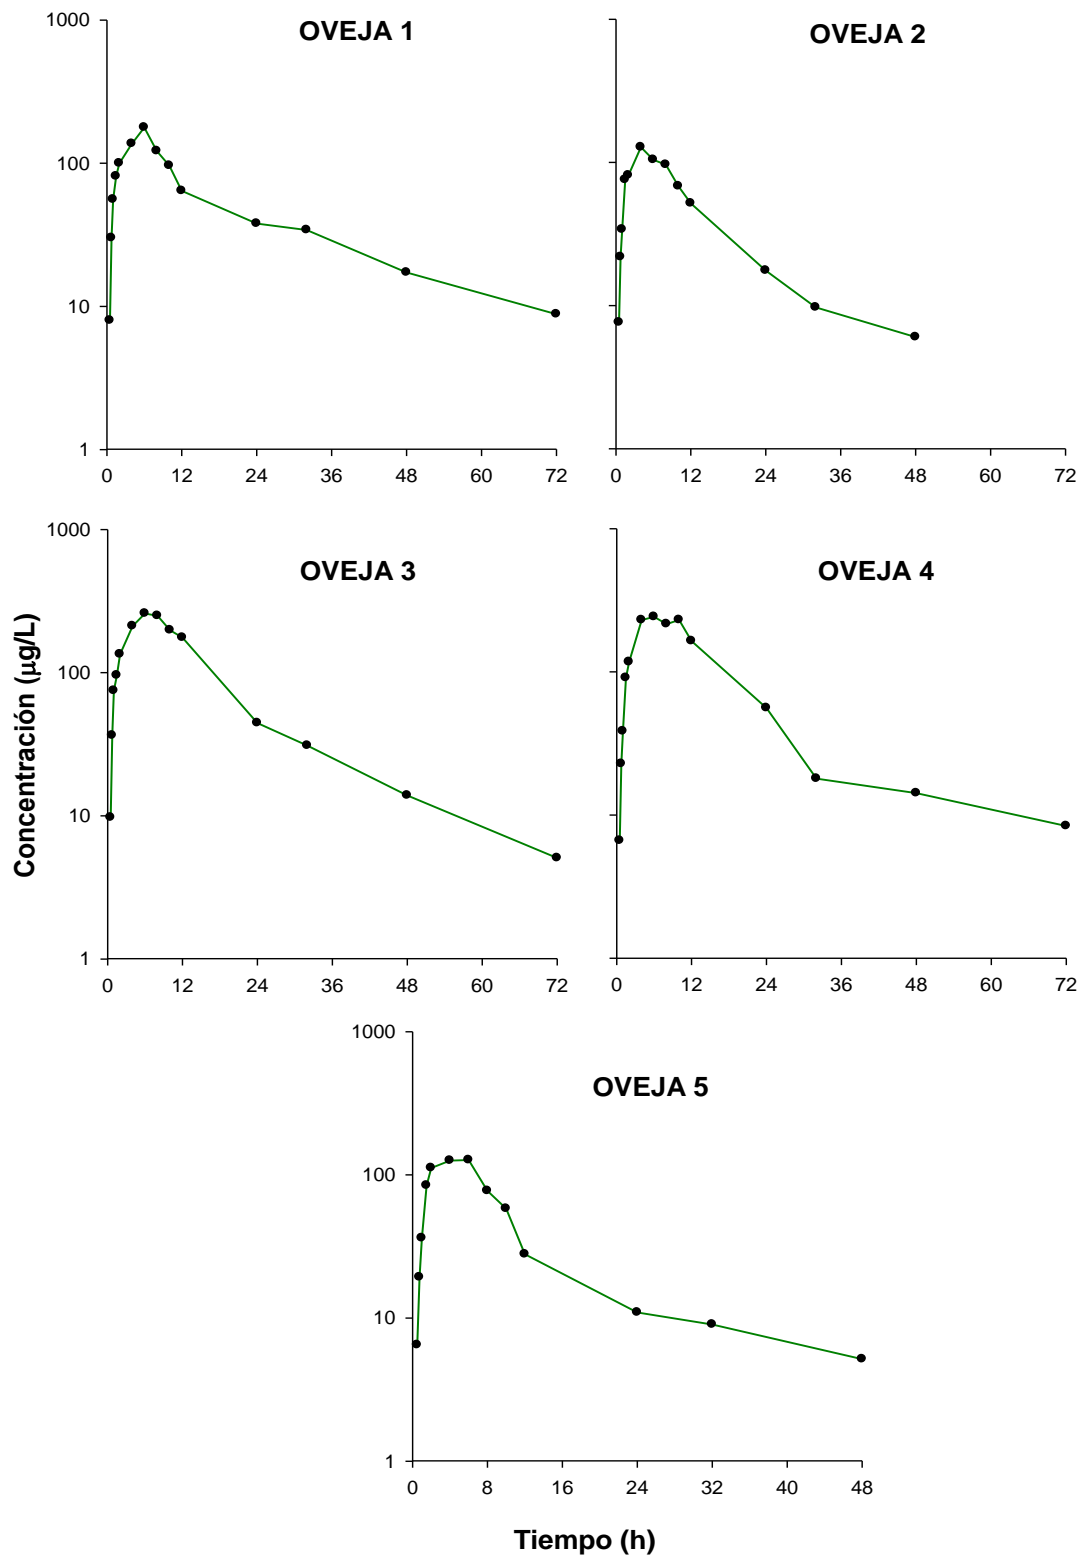 OVEJA 1
OVEJA 2
1000
100
10
1
0 12 24 36 48 60 72
0 12 24 36 48 60 72
OVEJA 3
OVEJA 4
1000
100
10
1
0 12 24 36 48 60 72
0 12 24 36 48 60 72
Concentración (µg/L)
OVEJA 5
1000
100
10
1
0 8 16 24 32 40 48
Tiempo (h)